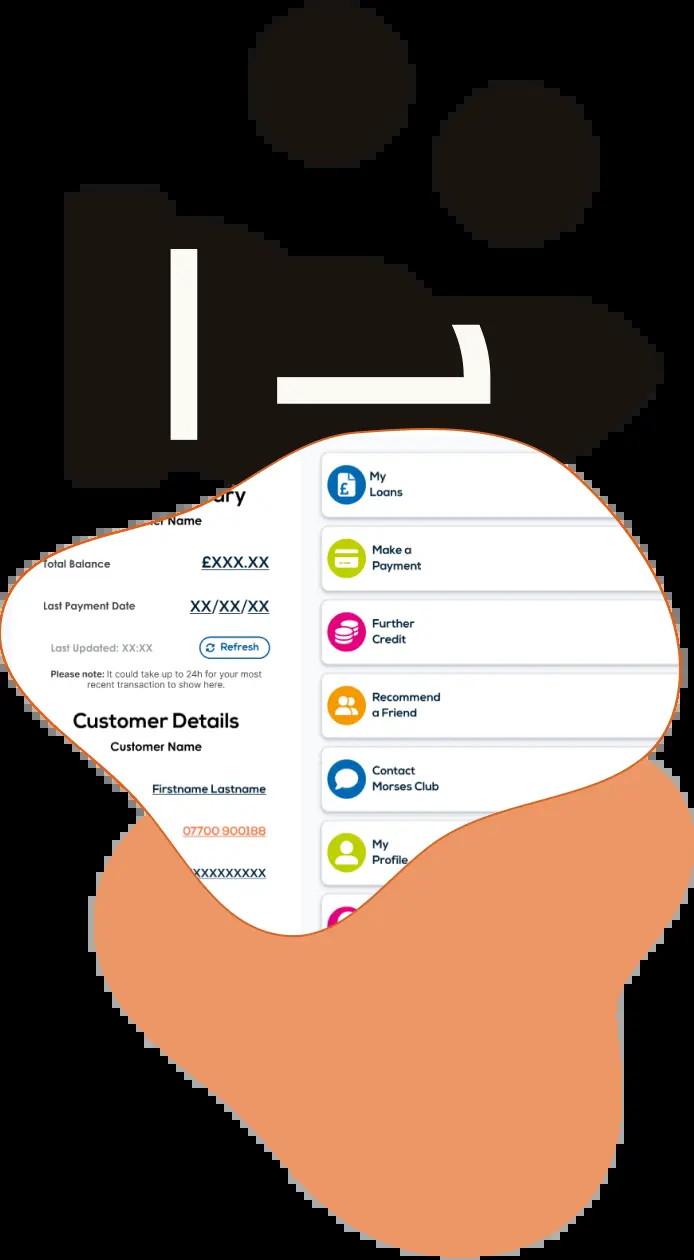 Name
Total Balance
£XXX.XX
Last Payment Date
XX/XX/XX
Last Updated: XX:XX
Refresh
Please note: It could take up to 24h for your most
recent transaction to show here.
Customer Details
Customer Name
Firstname Lastname
07700 900188
XXXXXXXXX
My
Loans
Make a
Payment
Further
Credit
Recommend
a Friend
Contact
Morses Club
My
Profile